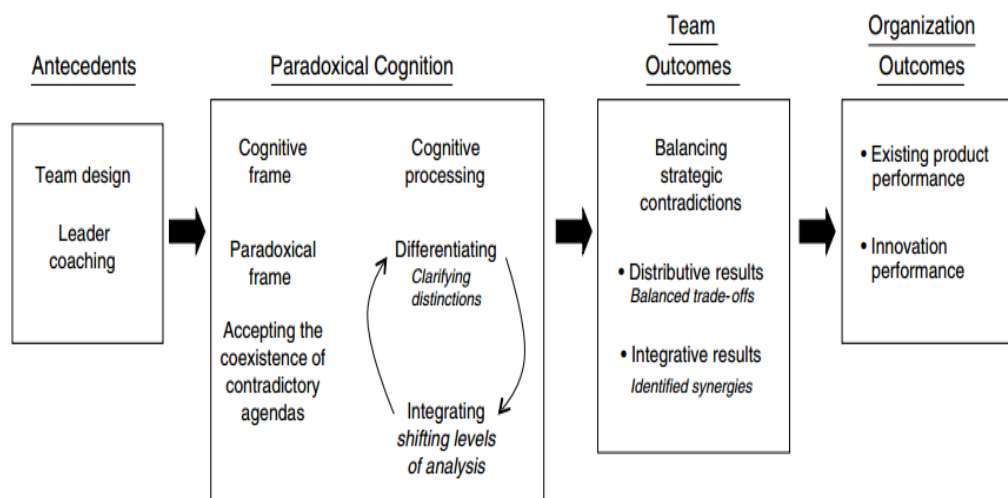 Antecedents
Team design
Leader
coaching
Paradoxical Cognition
Cognitive
frame
Paradoxical
frame
Accepting the
coexistence of
contradictory
agendas
Cognitive
processing
Differentiating
Clarifying
distinctions
Integrating
shifting levels
of analysis
Team
Outcomes
Balancing
strategic
contradictions
• Distributive results
Balanced trade-offs
• Integrative results
Identified synergies
Organization
Outcomes
• Existing product
performance
• Innovation
performance